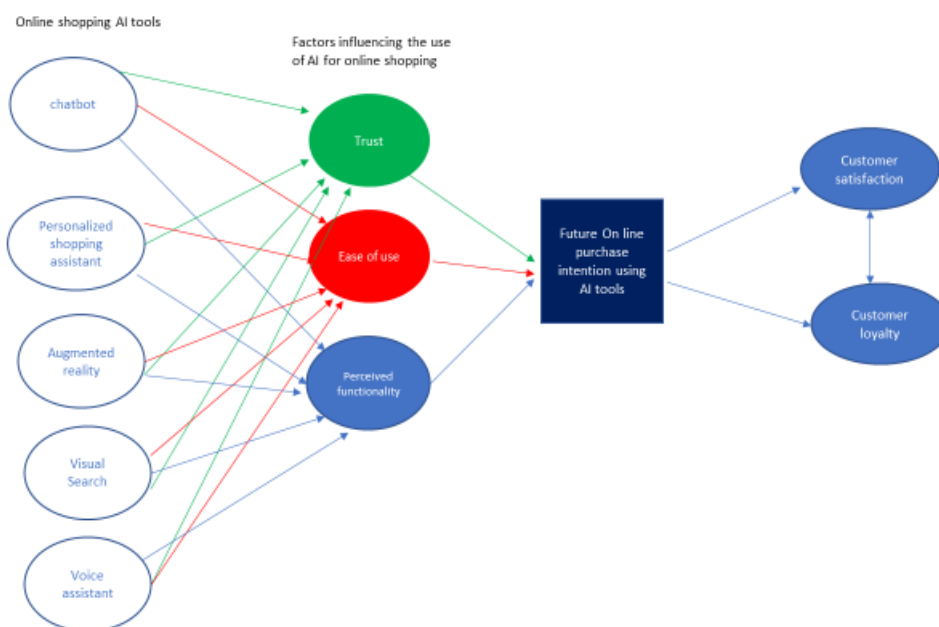 Online shopping AI tools
Factors influencing the use
of AI for online shopping
chatbot
Trust
Customer
satisfaction
Personalized
shopping
assistant
Ease of use
Future On line
purchase
intention using
AI tools
Customer
loyalty
Augmented
reality
Perceived
functionality
Visual
Search
Voice
assistant